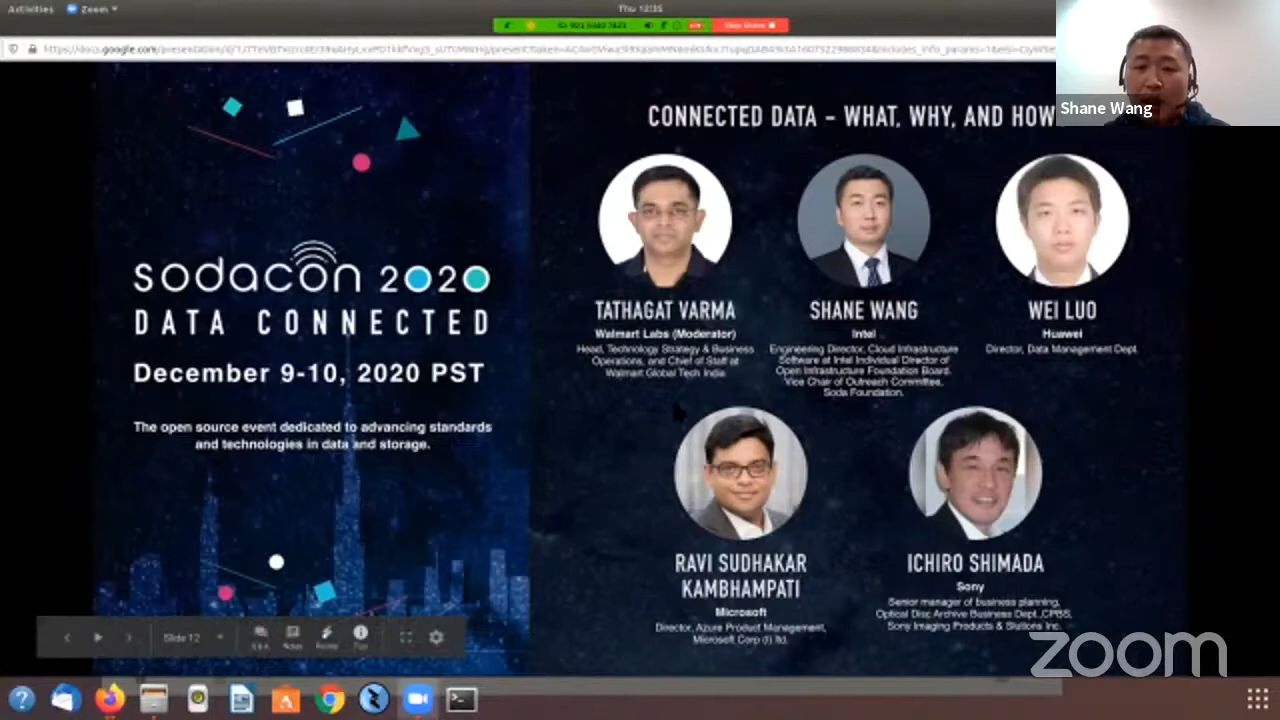 Activities
Zoom
Thu 12:35
Stop Share
Shane Wang
CONNECTED DATA – WHAT, WHY, AND HOW
sodacon 2020
DATA CONNECTED
December 9-10, 2020 PST
The open source event dedicated to advancing standards
and technologies in data and storage.
TATHAGAT VARMA
Walmart Labs (Moderator)
Head, Technology Strategy & Business
Operations, and Chief of Staff at
Walmart Global Tech India
SHANE WANG
Intel
Engineering Director, Cloud Infrastructure
Software at Intel Individual Director of
Open Infrastructure Foundation Board.
Vice Chair of Outreach Committee,
Soda Foundation.
WEI LUO
Huawei
Director, Data Management Dept.
RAVI SUDHAKAR
KAMBHAMPATI
Microsoft
Director, Azure Product Management,
Microsoft Corp (I) ltd.
ICHIRO SHIMADA
Sony
Senior manager of business planning,
Optical Disc Archive Business Dept.,CPBS,
Sony Imaging Products & Slutions Inc.
Slide 12
Q&A
Notes
Pointer
Tips
zoom